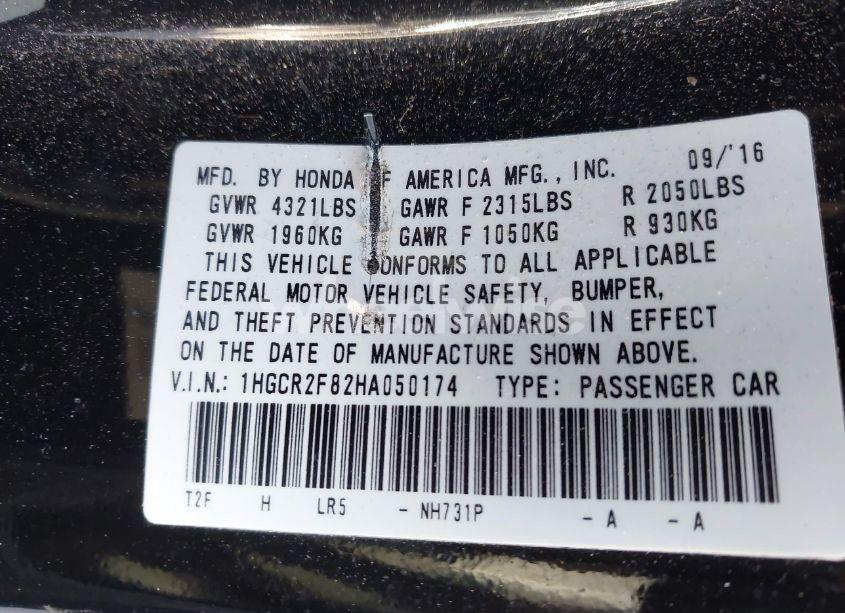 MFD. BY HONDA OF AMERICA MFG., INC. 09/'16
GVWR 4321LBS GAWR F 2315LBS R 2050LBS
GVWR 1960KG GAWR F 1050KG R 930KG
THIS VEHICLE CONFORMS TO ALL APPLICABLE
FEDERAL MOTOR VEHICLE SAFETY, BUMPER,
AND THEFT PREVENTION STANDARDS IN EFFECT
ON THE DATE OF MANUFACTURE SHOWN ABOVE.
V.I.N.: 1HGCR2F82HA050174 TYPE: PASSENGER CAR
T2F H LR5 - NH731P - A - A